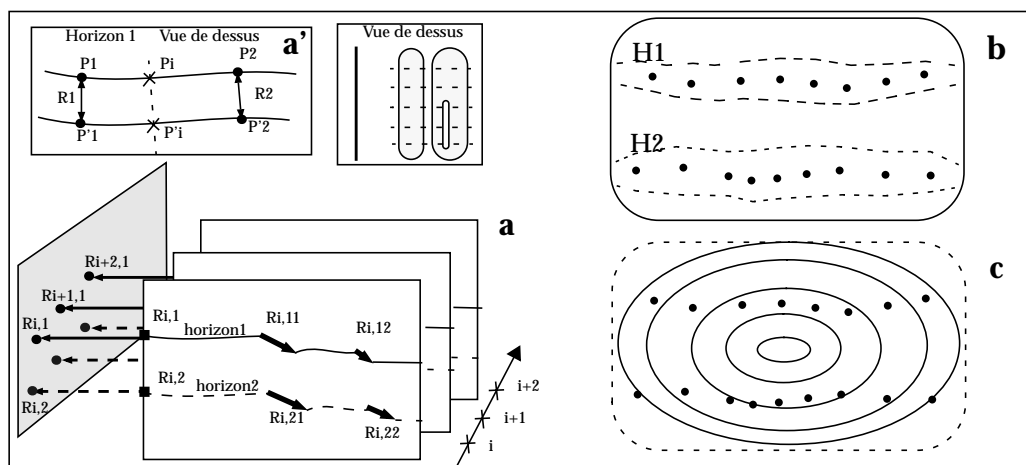 Horizon 1 Vue de dessus
a'
P1 Pi P2
R1 R2
P'1 P'i P'2
Vue de dessus
b
H1
H2
a
Ri+2,1
Ri+1,1
Ri,1
Ri,2
Ri,1 horizon1 Ri,11 Ri,12
Ri,2 horizon2 Ri,21 Ri,22
i+2
i+1
i
c